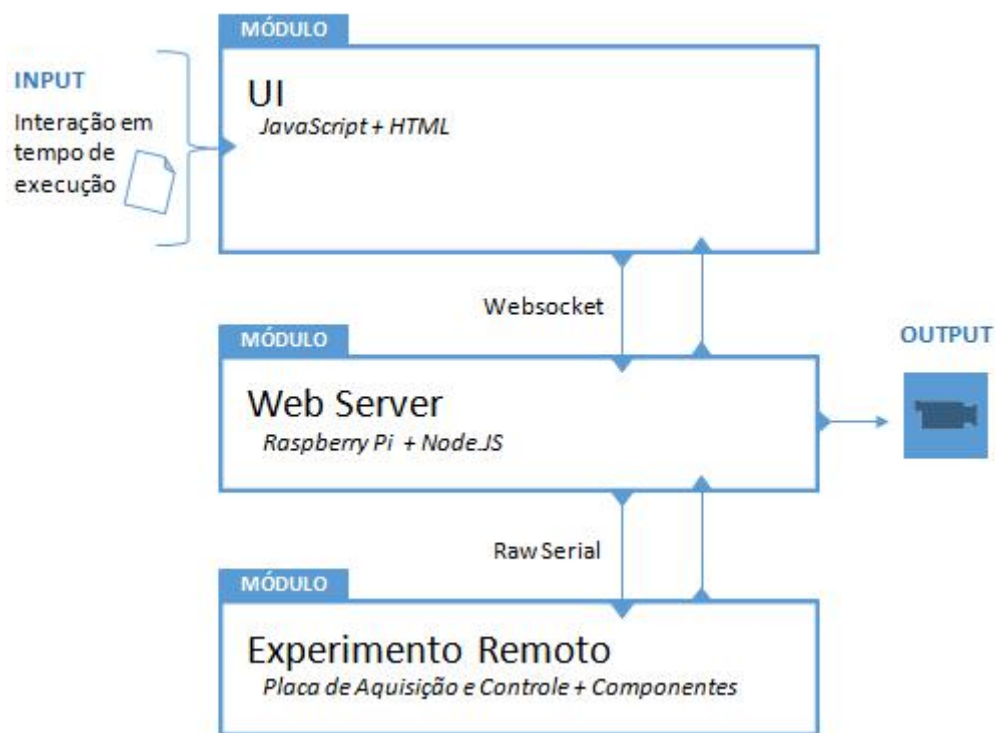 MÓDULO
INPUT
Interação em
tempo de
execução
UI
JavaScript + HTML
Websocket
MÓDULO
Web Server
Raspberry Pi + Node.JS
OUTPUT
Raw Serial
MÓDULO
Experimento Remoto
Placa de Aquisição e Controle + Componentes